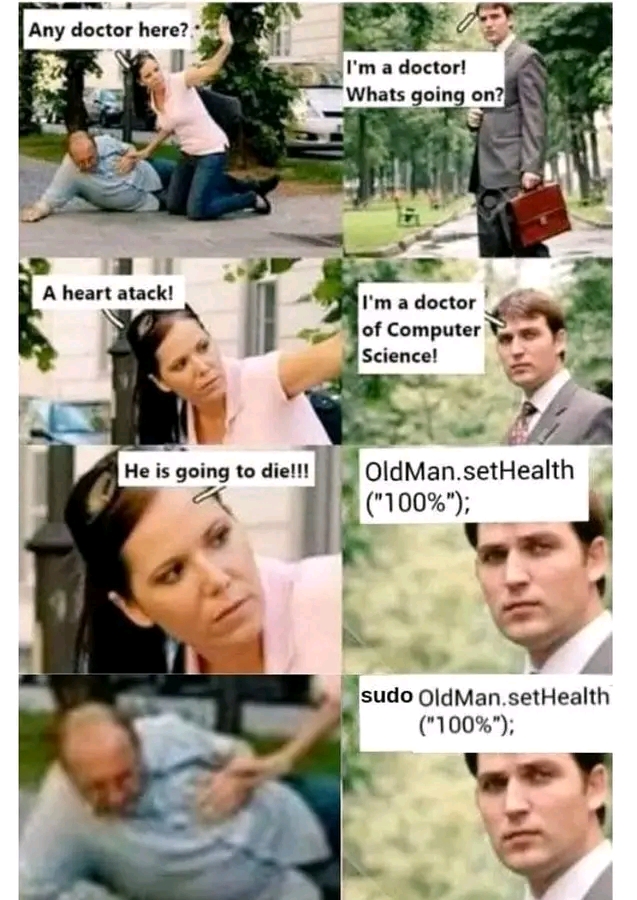 Any doctor here?
I'm a doctor!
Whats going on?
A heart atack!
I'm a doctor
of Computer
Science!
He is going to die!!!
OldMan.setHealth
("100%");
sudo OldMan.setHealth
("100%");